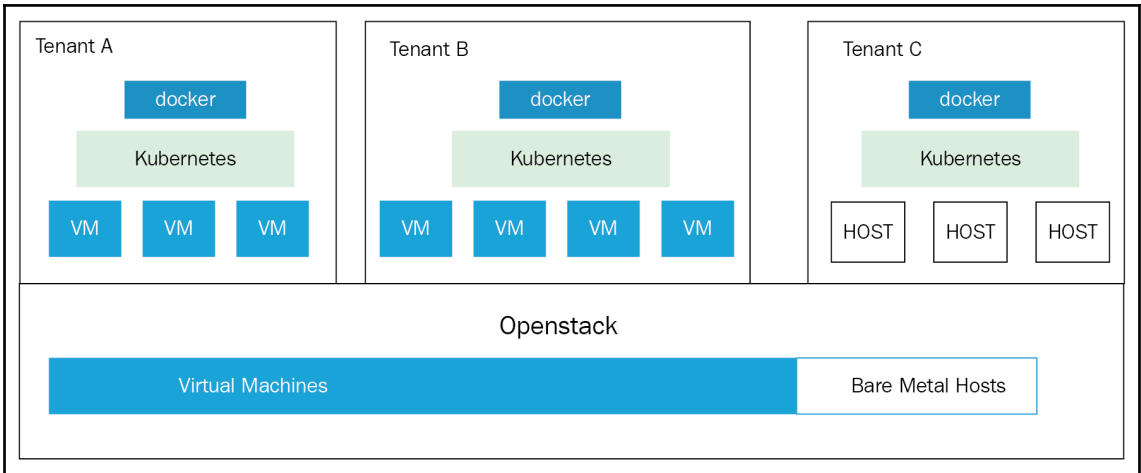 Tenant A
docker
Kubernetes
VM VM VM
Tenant B
docker
Kubernetes
VM VM VM VM
Tenant C
docker
Kubernetes
HOST HOST HOST
Openstack
Virtual Machines
Bare Metal Hosts